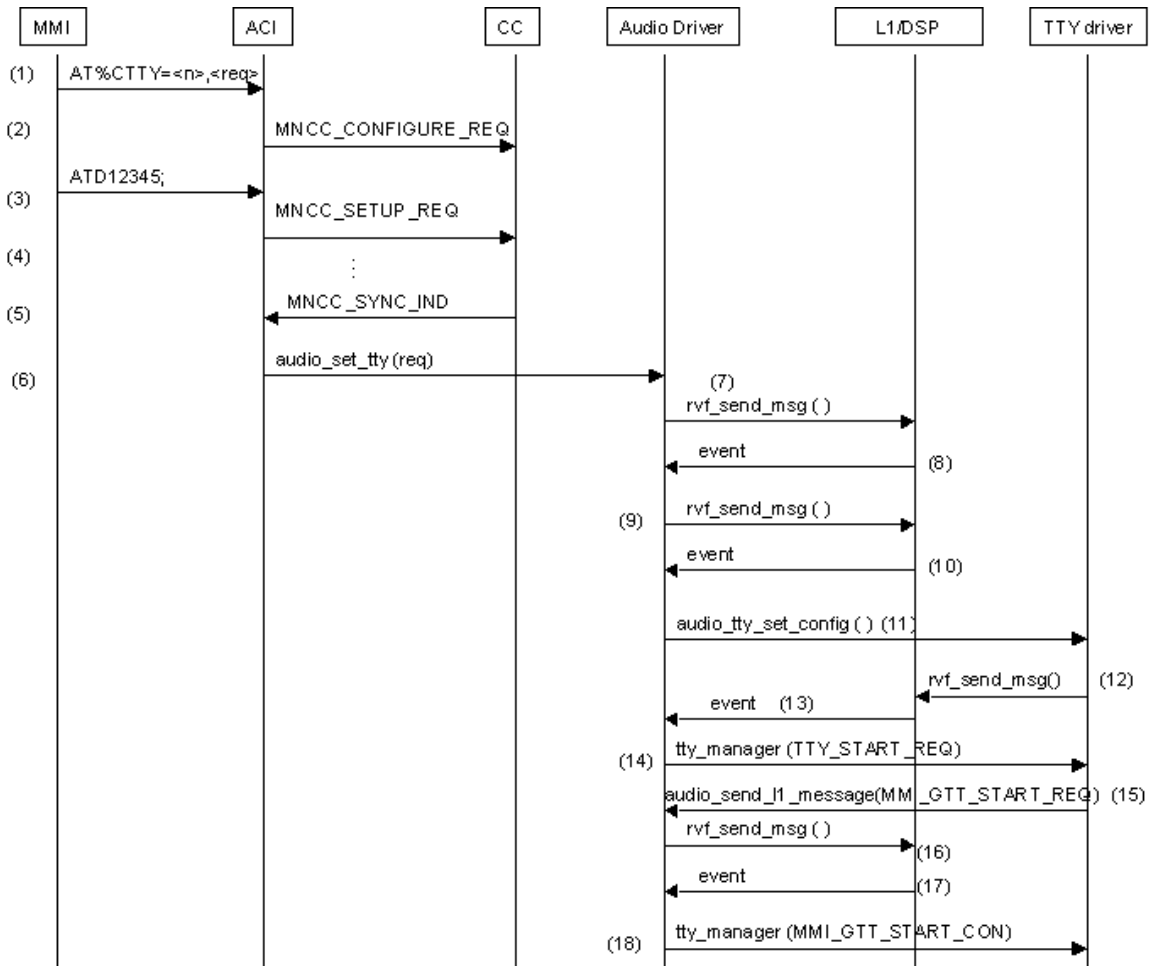 MMI ACI CC Audio Driver L1/DSP TTY driver
(1) AT%CTTY=<n>,<req>
(2) MNCC_CONFIGURE_REQ
ATD12345;
(3)
MNCC_SETUP_REQ
(4)
MNCC_SYNC_IND
(5)
audio_set_tty(req)
(6)
(7)
rvf_send_msg ( )
event
(8)
rvf_send_msg ( )
(9)
event
(10)
audio_tty_set_config ( ) (11)
rvf_send_msg() (12)
event (13)
tty_manager (TTY_START_REQ)
(14)
audio_send_l1_message(MMI_GTT_START_REQ) (15)
rvf_send_msg ( )
(16)
event
(17)
tty_manager (MMI_GTT_START_CON)
(18)